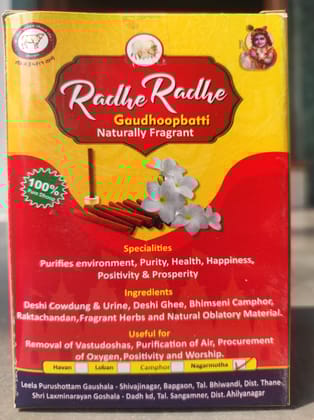 Radhe Radhe
Gaudhoopbatti
Naturally Fragrant
100%
Pure Dhoop
Specialities
Purifies environment, Purity, Health, Happiness,
Positivity & Prosperity
Ingredients
Deshi Cowdung & Urine, Deshi Ghee, Bhimseni Camphor,
Raktachandan,Fragrant Herbs and Natural Oblatory Material.
Useful for
Removal of Vastudoshas, Purification of Air, Procurement
of Oxygen,Positivity and Worship.
Havan Loban Camphor Nagarmotha
Leela Purushottam Gaushala - Shivajinagar, Bapgaon, Tal. Bhiwandi, Dist. Thane
Shri Laxminarayan Goshala - Dadh kd, Tal. Sangamner, Dist. Ahilyanagar